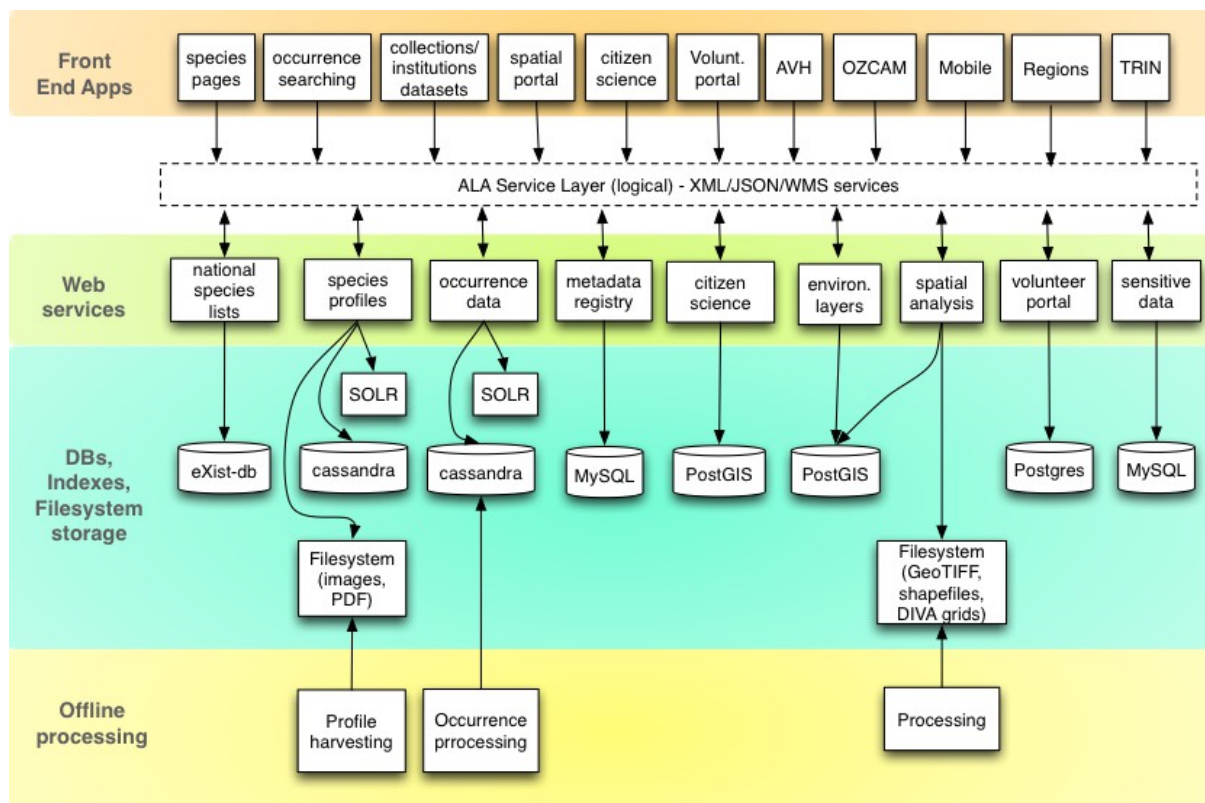 Front
End Apps
species
pages
occurrence
searching
collections/
institutions
datasets
spatial
portal
citizen
science
Volunt.
portal
AVH
OZCAM
Mobile
Regions
TRIN
ALA Service Layer (logical) - XML/JSON/WMS services
Web
services
national
species
lists
species
profiles
occurrence
data
metadata
registry
citizen
science
environ.
layers
spatial
analysis
volunteer
portal
sensitive
data
DBs,
Indexes,
Filesystem
storage
SOLR
SOLR
eXist-db
cassandra
cassandra
MySQL
PostGIS
PostGIS
Postgres
MySQL
Filesystem
(images,
PDF)
Filesystem
(GeoTIFF,
shapefiles,
DIVA grids)
Offline
processing
Profile
harvesting
Occurrence
prrocessing
Processing